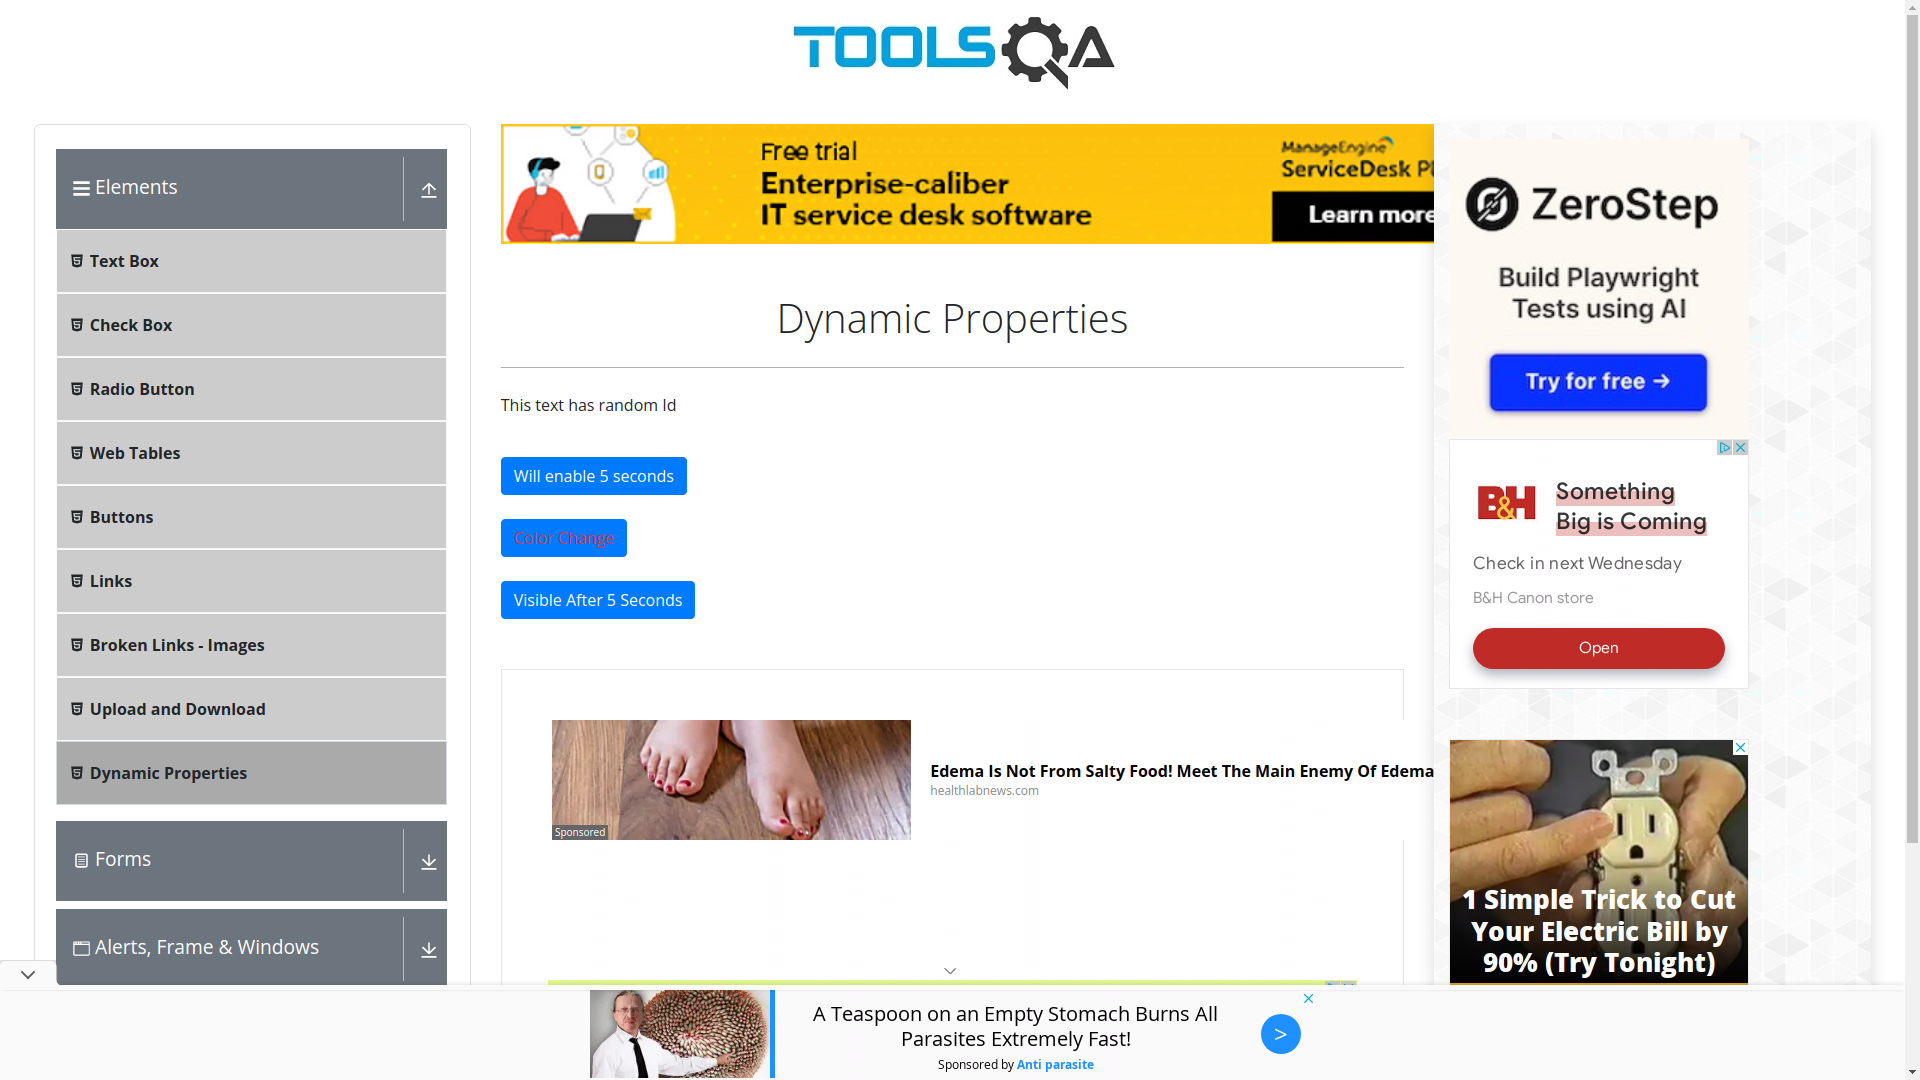 TOOLSQA
Elements
Text Box
Check Box
Radio Button
Web Tables
Buttons
Links
Broken Links - Images
Upload and Download
Dynamic Properties
Forms
Alerts, Frame & Windows
Free trial
Enterprise-caliber
IT service desk software
ManageEngine
ServiceDesk
Learn more
Dynamic Properties
This text has random Id
Will enable 5 seconds
Color Change
Visible After 5 Seconds
Sponsored
Edema Is Not From Salty Food! Meet The Main Enemy Of Edema
healthlabnews.com
ZeroStep
Build Playwright
Tests using AI
Try for free →
B&H
Something
Big is Coming
Check in next Wednesday
B&H Canon store
Open
1 Simple Trick to Cut
Your Electric Bill by
90% (Try Tonight)
A Teaspoon on an Empty Stomach Burns All
Parasites Extremely Fast!
Sponsored by Anti parasite
>